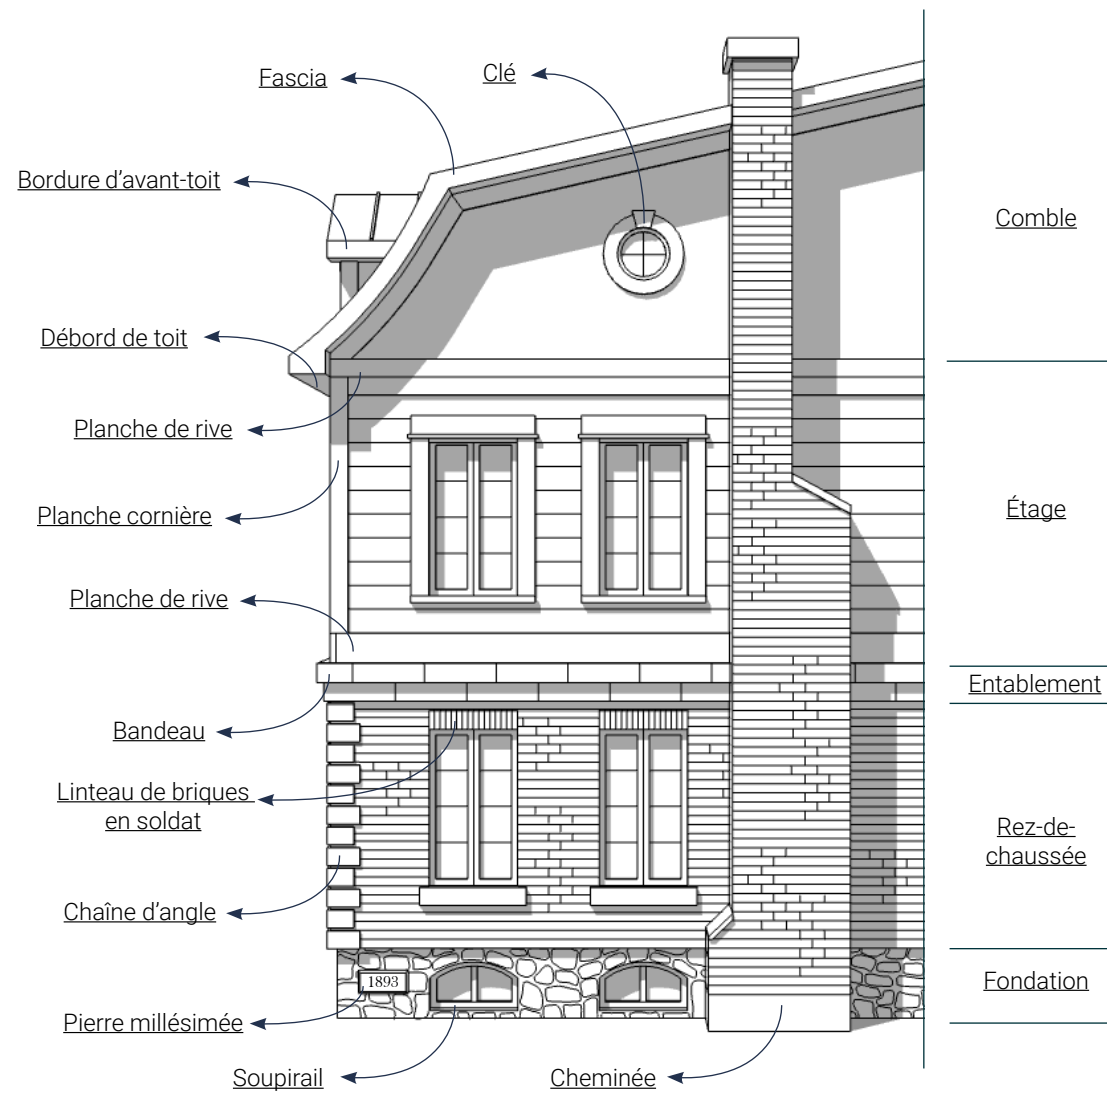 Fascia
Clé
Bordure d'avant-toit
Comble
Débord de toit
Planche de rive
Planche cornière
Étage
Planche de rive
Entablement
Bandeau
Linteau de briques
en soldat
Rez-de-
chaussée
Chaîne d'angle
1893
Fondation
Pierre millésimée
Soupirail
Cheminée